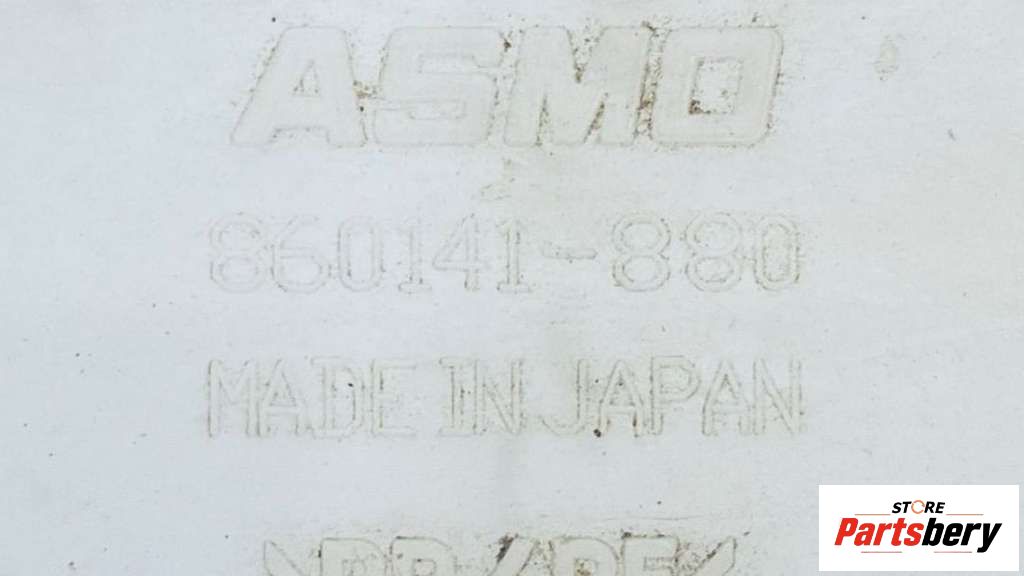 ASMO
860141-880
MADE IN JAPAN
STORE
Partsbery